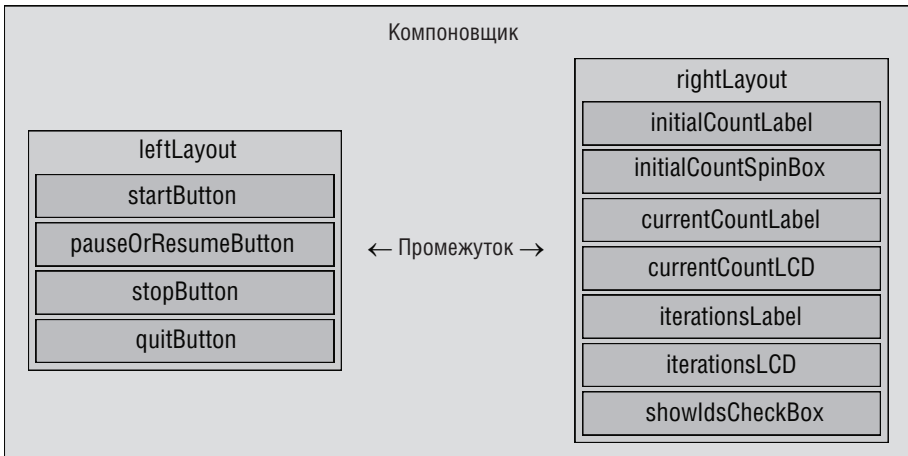 Компоновщик
leftLayout
startButton
pauseOrResumeButton
stopButton
quitButton
← Промежуток →
rightLayout
initialCountLabel
initialCountSpinBox
currentCountLabel
currentCountLCD
iterationsLabel
iterationsLCD
showIdsCheckBox